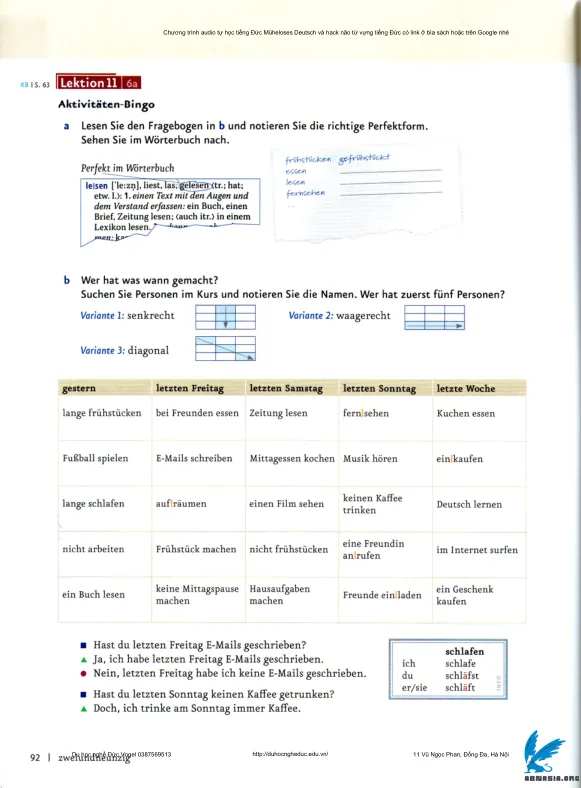 Chương trình audio tự học tiếng Đức Müheloses Deutsch và hack não từ vựng tiếng Đức có link ở bìa sách hoặc trên Google nhé
KB | S. 63 Lektion 11 6a
Aktivitäten-Bingo
a Lesen Sie den Fragebogen in b und notieren Sie die richtige Perfektform.
Sehen Sie im Wörterbuch nach.
Perfekt im Wörterbuch
le|sen ['le:zn̩], liest, las, gelesen (tr.; hat;
etw. l.): 1. einen Text mit den Augen und
dem Verstand erfassen: ein Buch, einen
Brief, Zeitung lesen; (auch itr.) in einem
Lexikon lesen.
frühstücken gefrühstückt
essen
lesen
fernsehen
...
b Wer hat was wann gemacht?
Suchen Sie Personen im Kurs und notieren Sie die Namen. Wer hat zuerst fünf Personen?
Variante 1: senkrecht Variante 2: waagerecht
Variante 3: diagonal
gestern letzten Freitag letzten Samstag letzten Sonntag letzte Woche
lange frühstücken bei Freunden essen Zeitung lesen fern|sehen Kuchen essen
Fußball spielen E-Mails schreiben Mittagessen kochen Musik hören ein|kaufen
lange schlafen auf|räumen einen Film sehen keinen Kaffee trinken Deutsch lernen
nicht arbeiten Frühstück machen nicht frühstücken eine Freundin an|rufen im Internet surfen
ein Buch lesen keine Mittagspause machen Hausaufgaben machen Freunde ein|laden ein Geschenk kaufen
■ Hast du letzten Freitag E-Mails geschrieben?
▲ Ja, ich habe letzten Freitag E-Mails geschrieben.
● Nein, letzten Freitag habe ich keine E-Mails geschrieben.
■ Hast du letzten Sonntag keinen Kaffee getrunken?
▲ Doch, ich trinke am Sonntag immer Kaffee.
schlafen
ich schlafe
du schläfst
er/sie schläft
INFO
92 | zweiundneunzig
Du học nghề Đức Vogel 0387569513 http://duhocngheduc.edu.vn/ 11 Vũ Ngọc Phan, Đống Đa, Hà Nội
ABUNASIA.ORG